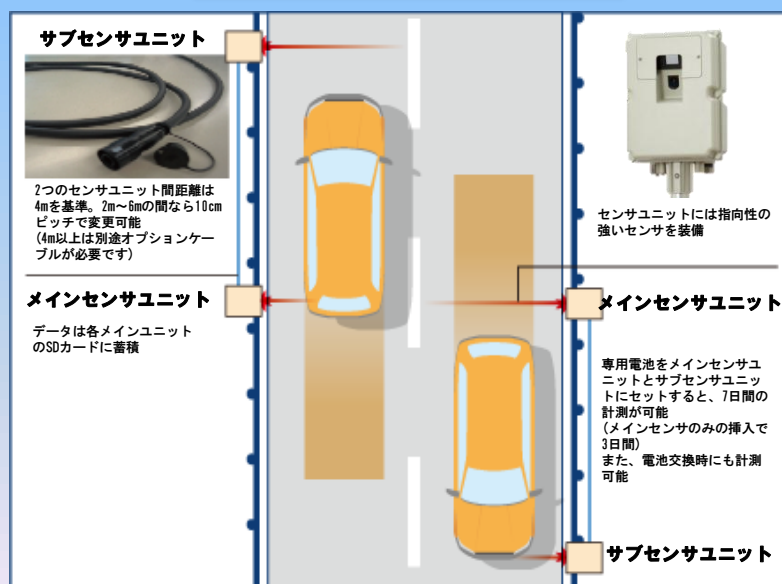 サブセンサユニット
2つのセンサユニット間距離は
4mを基準。2m～6mの間なら10cm
ピッチで変更可能
(4m以上は別途オプションケー
ブルが必要です)
メインセンサユニット
データは各メインユニット
のSDカードに蓄積
センサユニットには指向性の
強いセンサを装備
メインセンサユニット
専用電池をメインセンサユ
ニットとサブセンサユニッ
トにセットすると、7日間の
計測が可能
(メインセンサのみの挿入で
3日間)
また、電池交換時にも計測
可能
サブセンサユニット